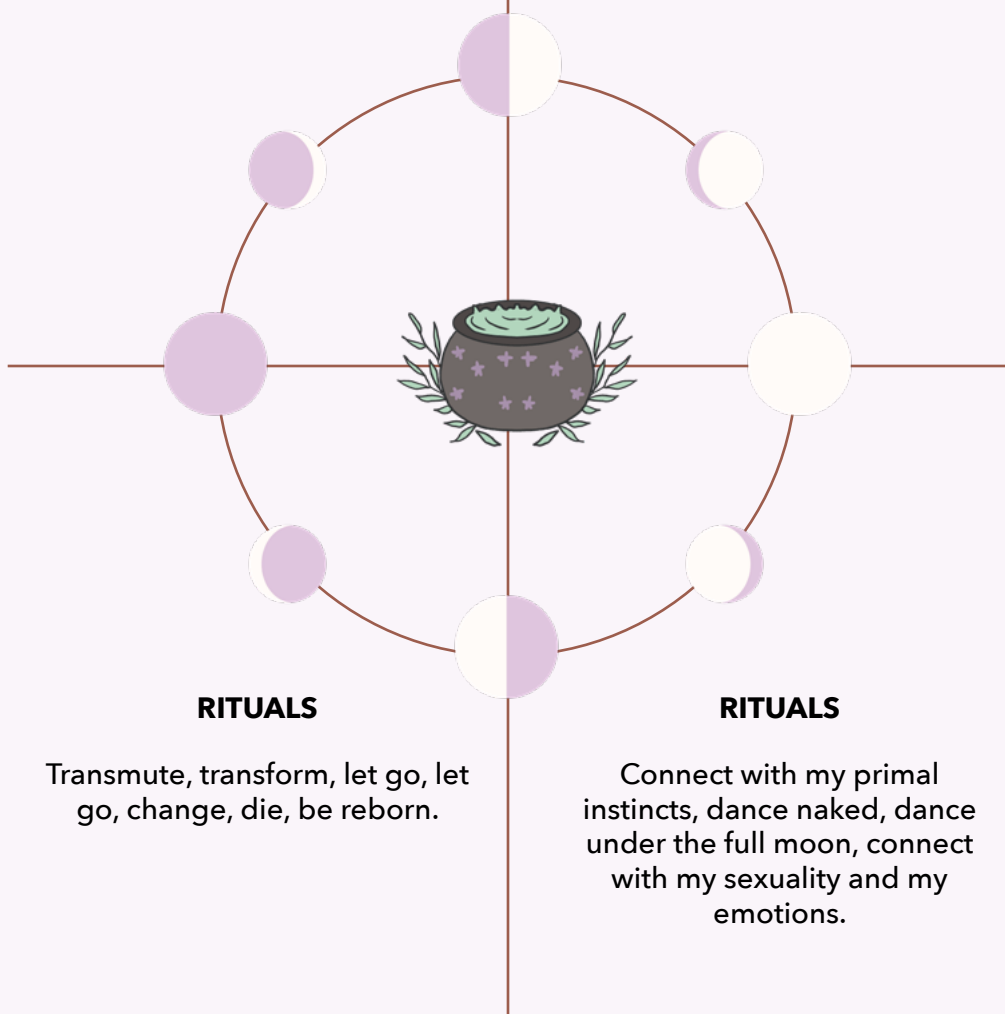 RITUALS
Transmute, transform, let go, let
go, change, die, be reborn.
RITUALS
Connect with my primal
instincts, dance naked, dance
under the full moon, connect
with my sexuality and my
emotions.